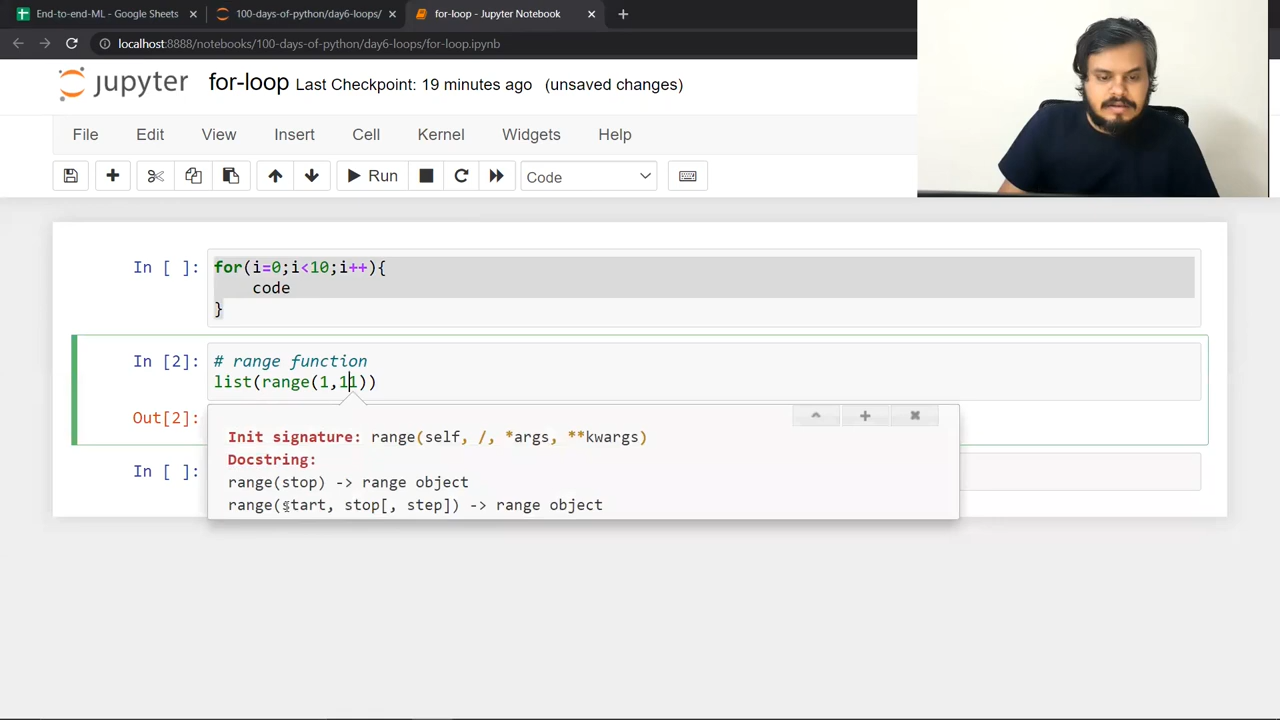 End-to-end-ML - Google Sheets
100-days-of-python/day6-loops/
for-loop - Jupyter Notebook
localhost:8888/notebooks/100-days-of-python/day6-loops/for-loop.ipynb
jupyter for-loop Last Checkpoint: 19 minutes ago (unsaved changes)
File Edit View Insert Cell Kernel Widgets Help
Run Code
In [ ]: for(i=0;i<10;i++){
code
}
In [2]: # range function
list(range(1,11))
Out[2]:
Init signature: range(self, /, *args, **kwargs)
Docstring:
range(stop) -> range object
range(start, stop[, step]) -> range object
In [ ]: